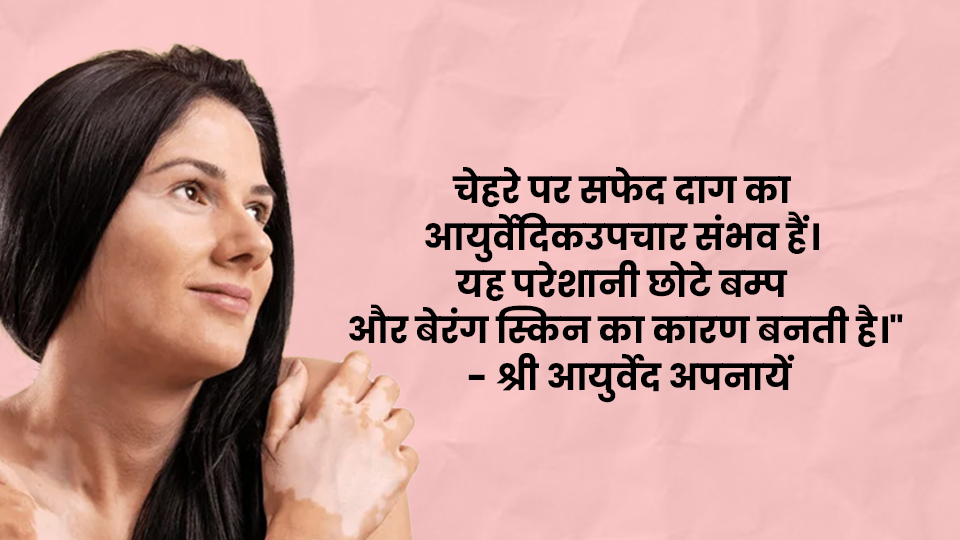 चेहरे पर सफेद दाग का
आयुर्वेदिकउपचार संभव हैं।
यह परेशानी छोटे बम्प
और बेरंग स्किन का कारण बनती है।"
- श्री आयुर्वेद अपनायें